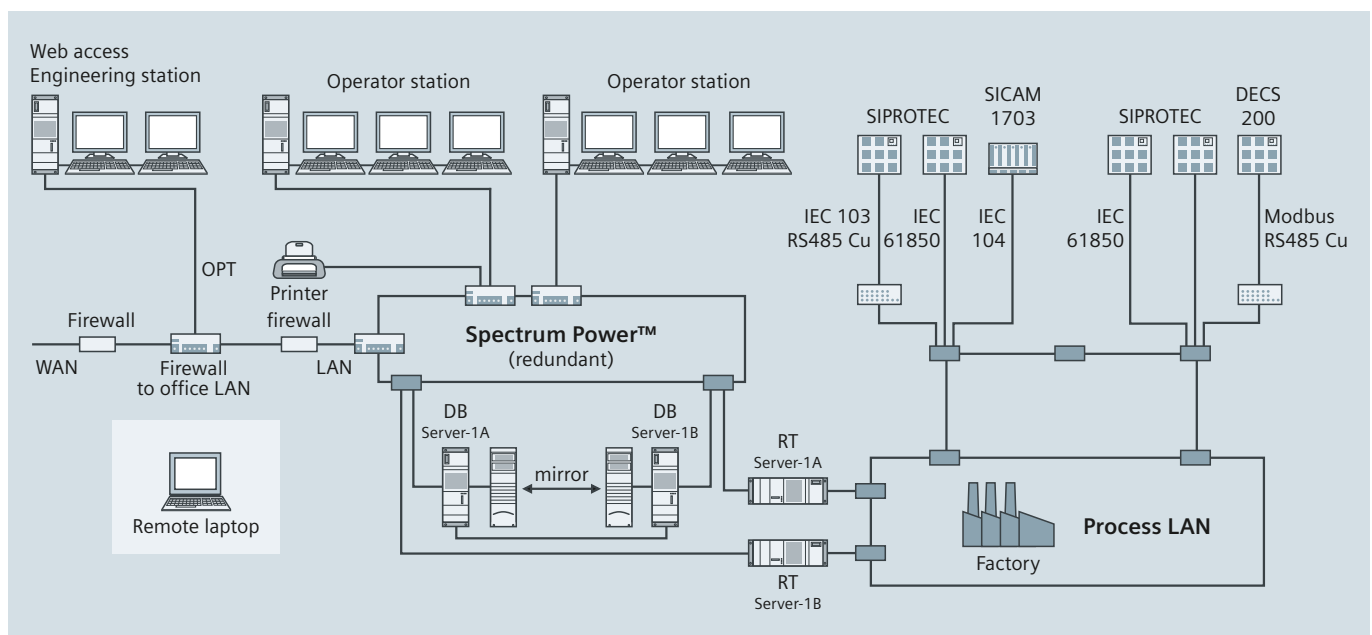 Web access
Engineering station
Operator station
Operator station
SIPROTEC
SICAM
1703
SIPROTEC
DECS
200
IEC 103
RS485 Cu
IEC
61850
IEC
104
IEC
61850
Modbus
RS485 Cu
OPT
Printer
firewall
Firewall
WAN
Firewall
to office LAN
LAN
Spectrum Power™
(redundant)
DB
Server-1A
DB
Server-1B
mirror
RT
Server-1A
RT
Server-1B
Remote laptop
Factory
Process LAN